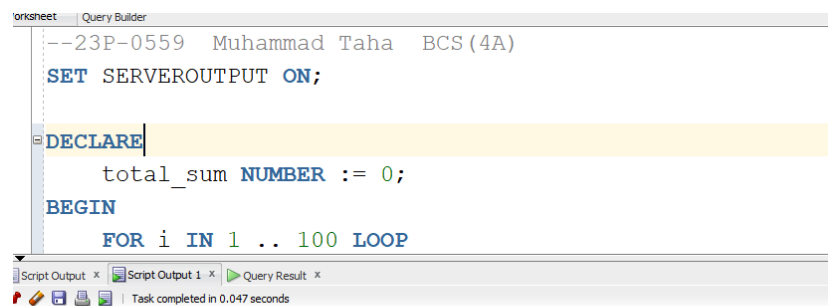 orksheet Query Builder
--23P-0559 Muhammad Taha BCS(4A)
SET SERVEROUTPUT ON;
DECLARE
total_sum NUMBER := 0;
BEGIN
FOR i IN 1 .. 100 LOOP
Script Output x Script Output 1 x Query Result x
Task completed in 0.047 seconds